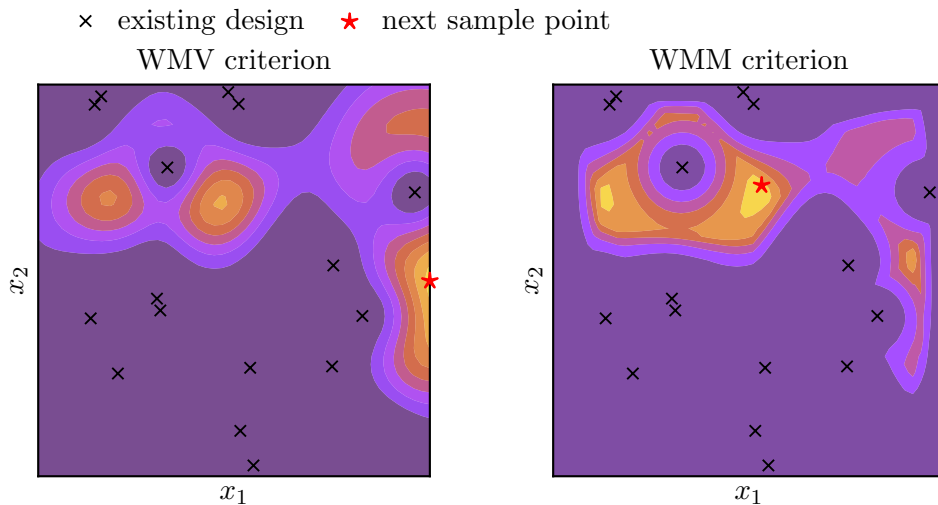 existing design next sample point
WMV criterion WMM criterion
x₂ x₂
x₁ x₁